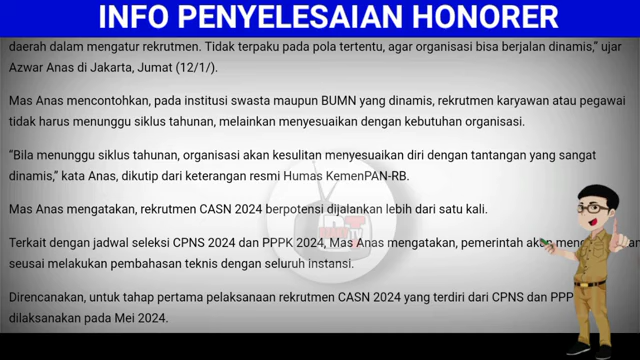 INFO PENYELESAIAN HONORER
daerah dalam mengatur rekrutmen. Tidak terpaku pada pola tertentu, agar organisasi bisa berjalan dinamis,” ujar
Azwar Anas di Jakarta, Jumat (12/1/).
Mas Anas mencontohkan, pada institusi swasta maupun BUMN yang dinamis, rekrutmen karyawan atau pegawai
tidak harus menunggu siklus tahunan, melainkan menyesuaikan dengan kebutuhan organisasi.
“Bila menunggu siklus tahunan, organisasi akan kesulitan menyesuaikan diri dengan tantangan yang sangat
dinamis,” kata Anas, dikutip dari keterangan resmi Humas KemenPAN-RB.
Mas Anas mengatakan, rekrutmen CASN 2024 berpotensi dijalankan lebih dari satu kali.
Terkait dengan jadwal seleksi CPNS 2024 dan PPPK 2024, Mas Anas mengatakan, pemerintah akan
seusai melakukan pembahasan teknis dengan seluruh instansi.
Direncanakan, untuk tahap pertama pelaksanaan rekrutmen CASN 2024 yang terdiri dari CPNS dan PPP
dilaksanakan pada Mei 2024.